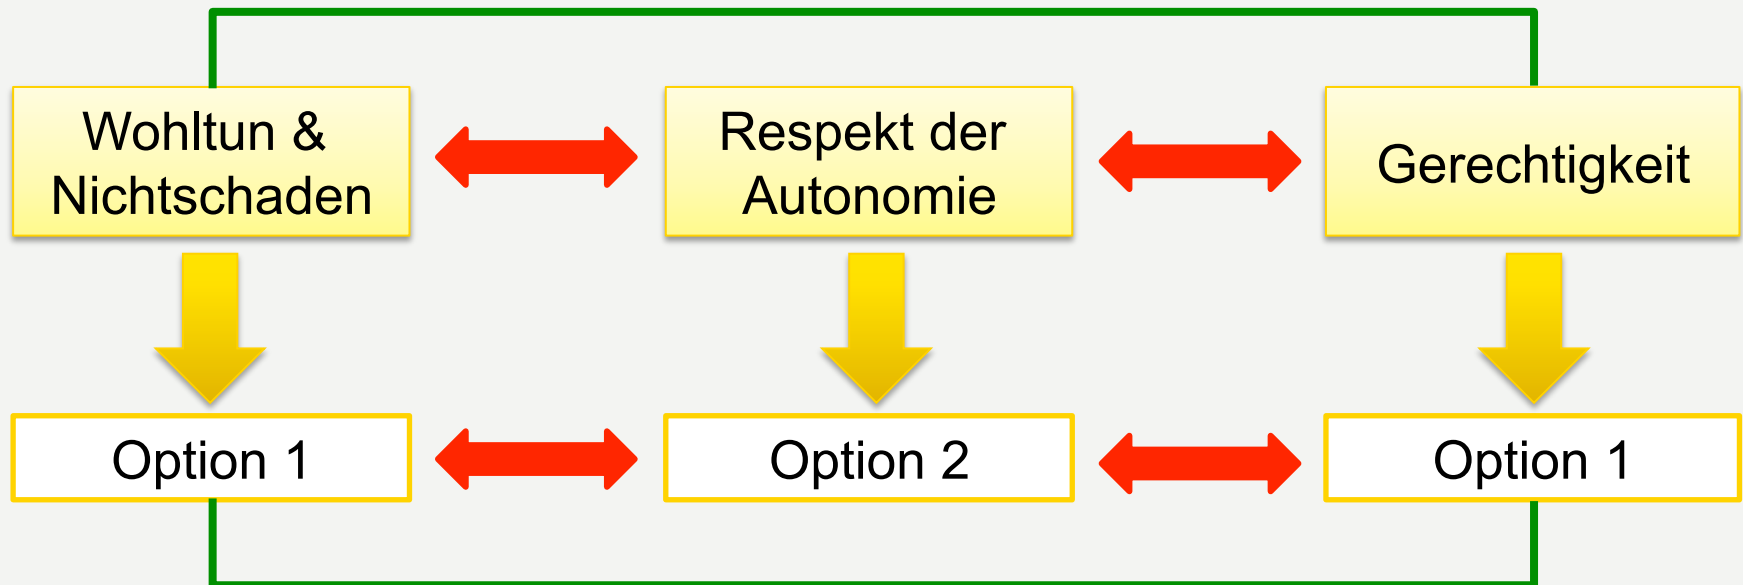 Wohltun &
Nichtschaden
Respekt der
Autonomie
Gerechtigkeit
Option 1
Option 2
Option 1